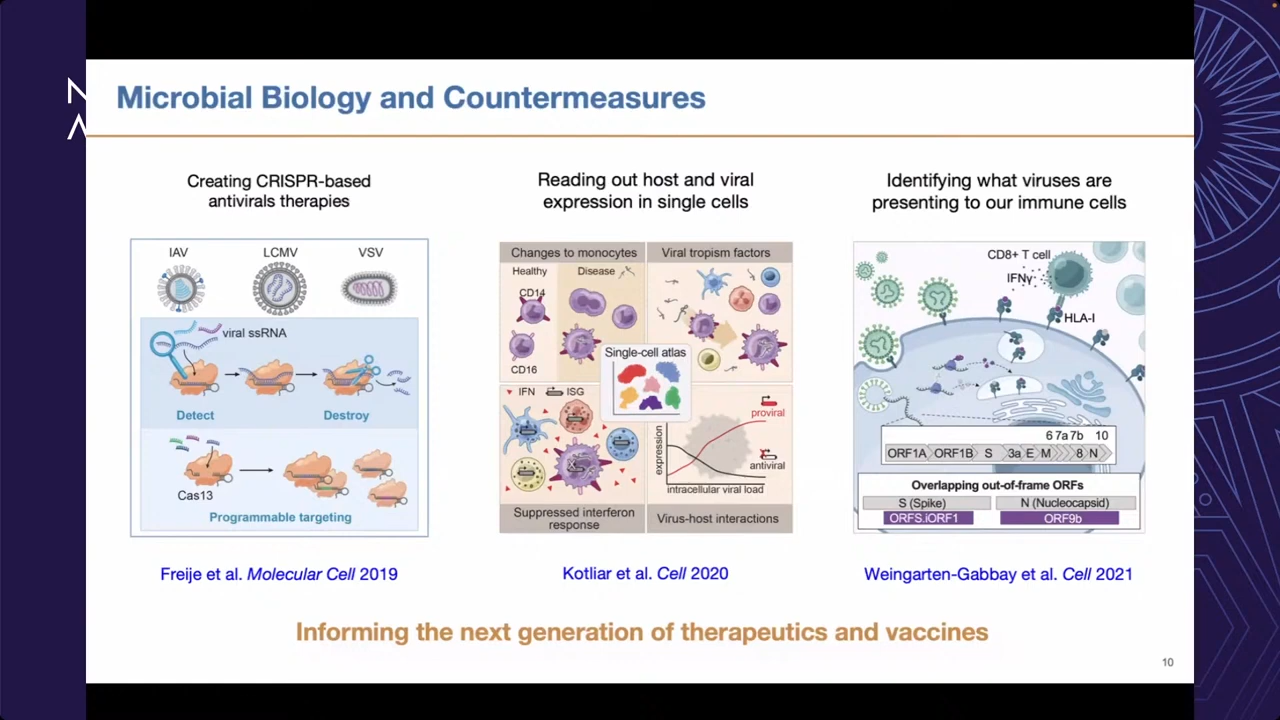 N
A
Microbial Biology and Countermeasures
Creating CRISPR-based
antivirals therapies
IAV LCMV VSV
viral ssRNA
Detect Destroy
Cas13
Programmable targeting
Freije et al. Molecular Cell 2019
Reading out host and viral
expression in single cells
Changes to monocytes Viral tropism factors
Healthy Disease
CD14
CD16
Single-cell atlas
IFN ISG
proviral
expression
antiviral
intracellular viral load
Suppressed interferon
response
Virus-host interactions
Kotliar et al. Cell 2020
Identifying what viruses are
presenting to our immune cells
CD8+ T cell
IFNγ
HLA-I
6 7a 7b 10
ORF1A ORF1B S 3a E M 8 N
Overlapping out-of-frame ORFs
S (Spike) N (Nucleocapsid)
ORFS.iORF1 ORF9b
Weingarten-Gabbay et al. Cell 2021
Informing the next generation of therapeutics and vaccines
10